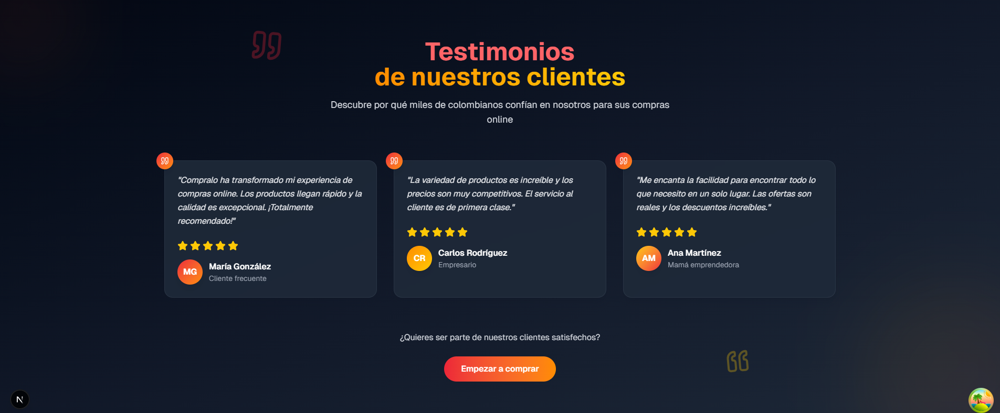 Testimonios
de nuestros clientes
Descubre por qué miles de colombianos confían en nosotros para sus compras
online
"Compralo ha transformado mi experiencia de
compras online. Los productos llegan rápido y la
calidad es excepcional. ¡Totalmente
recomendado!"
MG
María González
Cliente frecuente
"La variedad de productos es increíble y los
precios son muy competitivos. El servicio al
cliente es de primera clase."
CR
Carlos Rodríguez
Empresario
"Me encanta la facilidad para encontrar todo lo
que necesito en un solo lugar. Las ofertas son
reales y los descuentos increíbles."
AM
Ana Martínez
Mamá emprendedora
¿Quieres ser parte de nuestros clientes satisfechos?
Empezar a comprar
N